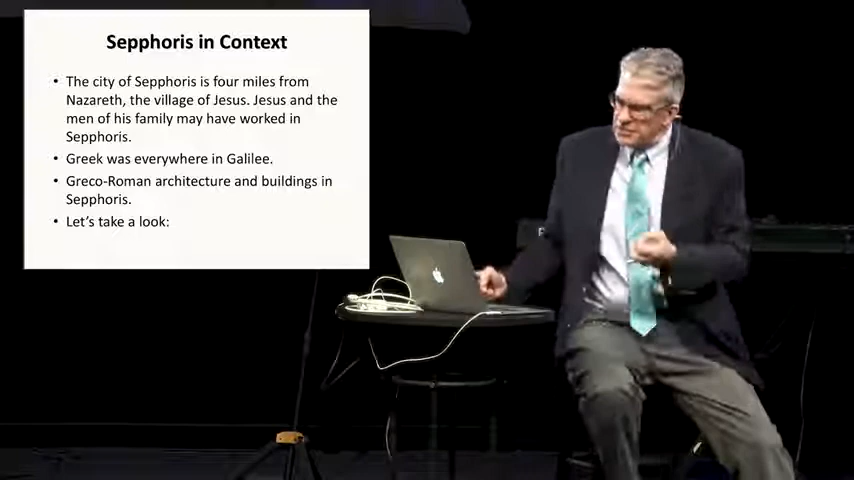 Sepphoris in Context
• The city of Sepphoris is four miles from
Nazareth, the village of Jesus. Jesus and the
men of his family may have worked in
Sepphoris.
• Greek was everywhere in Galilee.
• Greco-Roman architecture and buildings in
Sepphoris.
• Let's take a look: